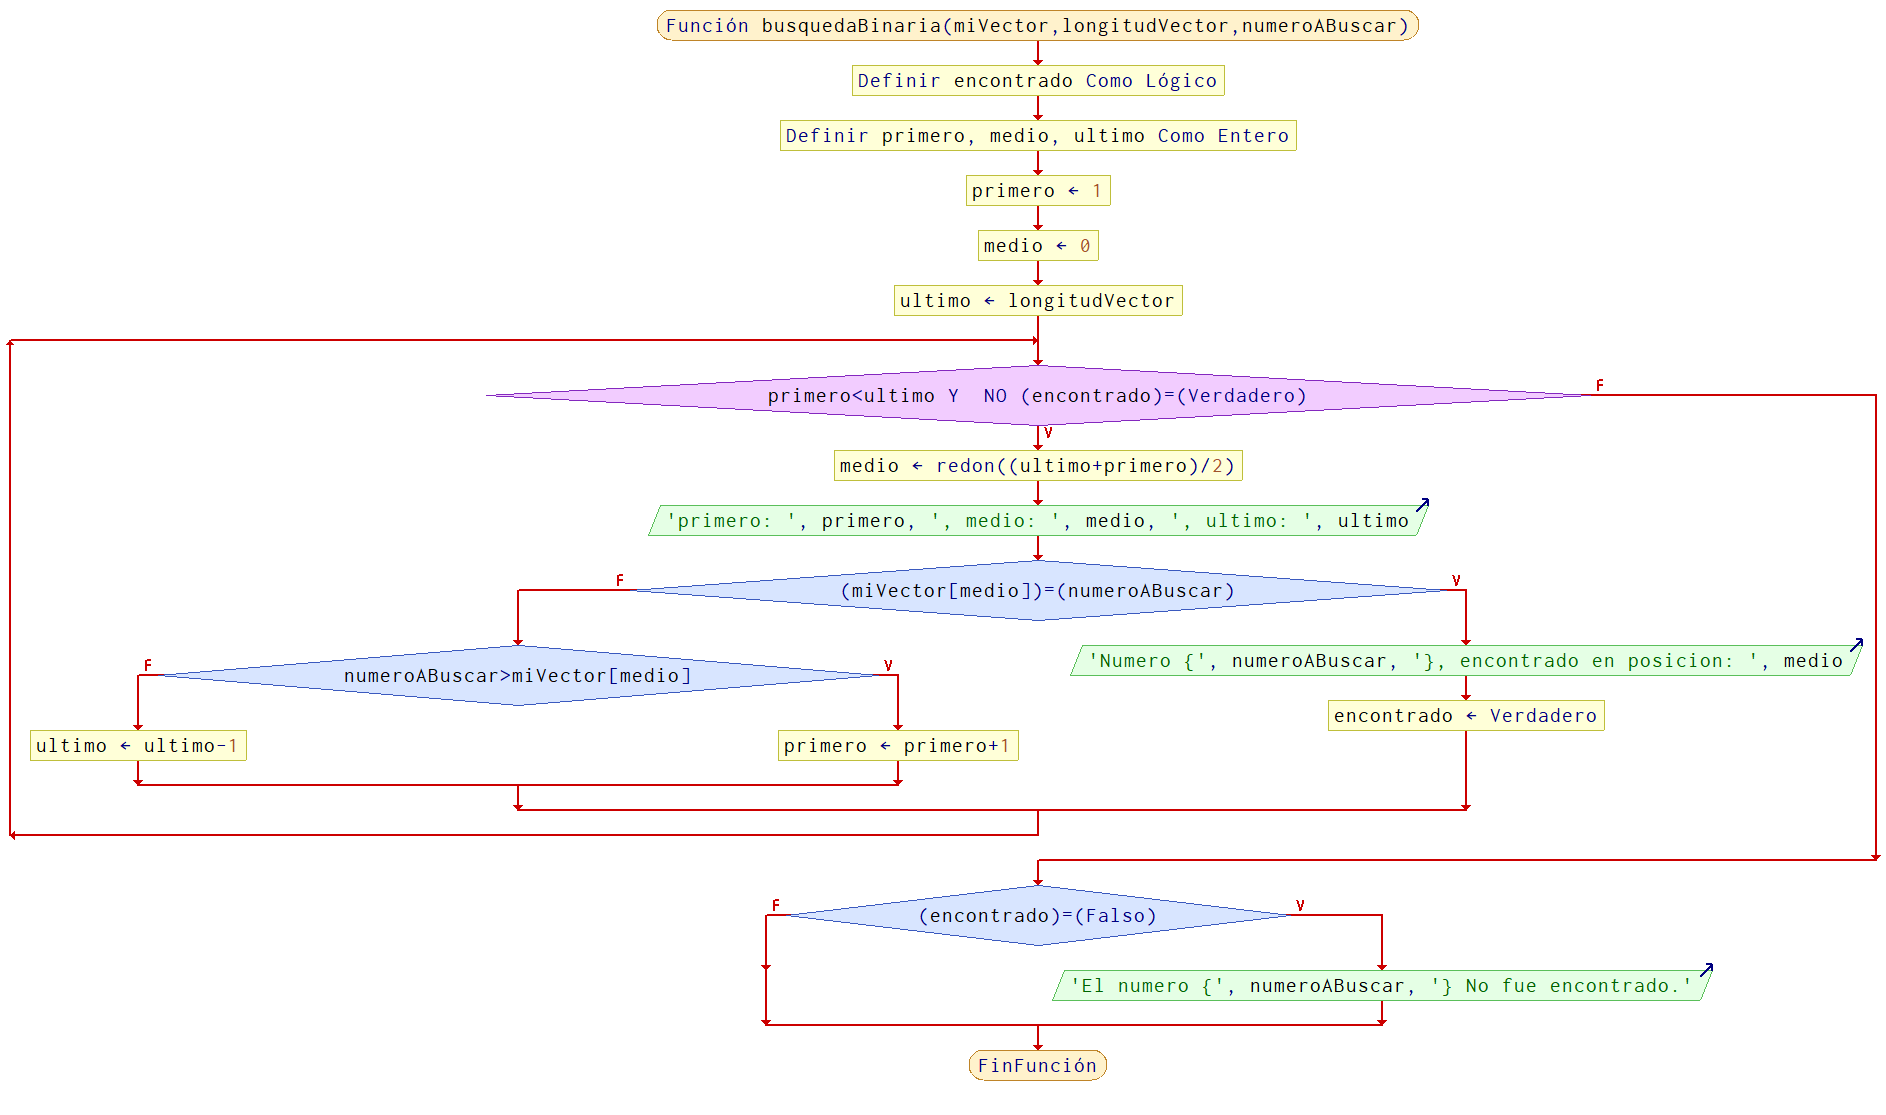 Función busquedaBinaria(miVector,longitudVector,numeroABuscar)
Definir encontrado Como Lógico
Definir primero, medio, ultimo Como Entero
primero ← 1
medio ← 0
ultimo ← longitudVector
primero<ultimo Y  NO (encontrado)=(Verdadero)
F
V
medio ← redon((ultimo+primero)/2)
'primero: ', primero, ', medio: ', medio, ', ultimo: ', ultimo
(miVector[medio])=(numeroABuscar)
F
V
numeroABuscar>miVector[medio]
F
V
'Numero {', numeroABuscar, '}, encontrado en posicion: ', medio
encontrado ← Verdadero
ultimo ← ultimo-1
primero ← primero+1
(encontrado)=(Falso)
F
V
'El numero {', numeroABuscar, '} No fue encontrado.'
FinFunción